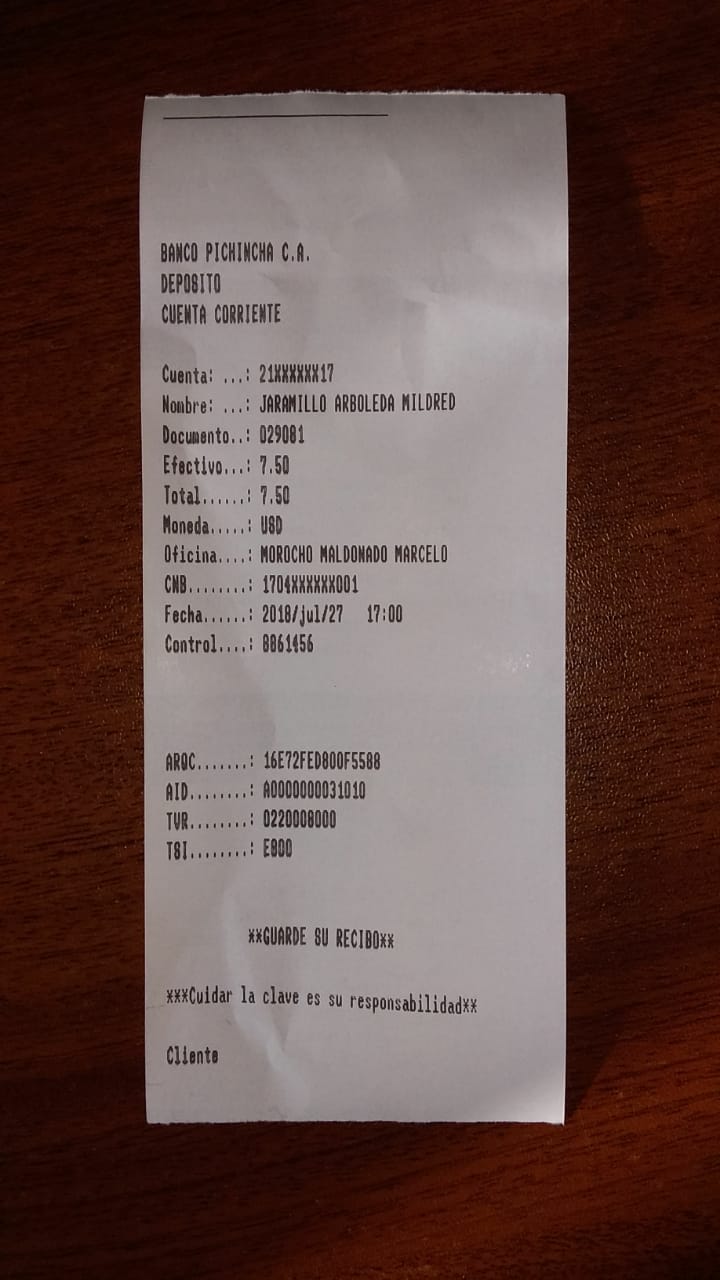 BANCO PICHINCHA C.A.
DEPOSITO
CUENTA CORRIENTE
Cuenta: ...: 21XXXXXX17
Nombre: ...: JARAMILLO ARBOLEDA MILDRED
Documento..: 029081
Efectivo...: 7.50
Total......: 7.50
Moneda.....: USD
Oficina....: MOROCHO MALDONADO MARCELO
CNB........: 1704XXXXXX001
Fecha......: 2018/jul/27 17:00
Control....: 8861456
ARQC.......: 16E72FED800F5588
AID........: A0000000031010
TVR........: 0220008000
TSI........: E800
**GUARDE SU RECIBO**
***Cuidar la clave es su responsabilidad**
Cliente